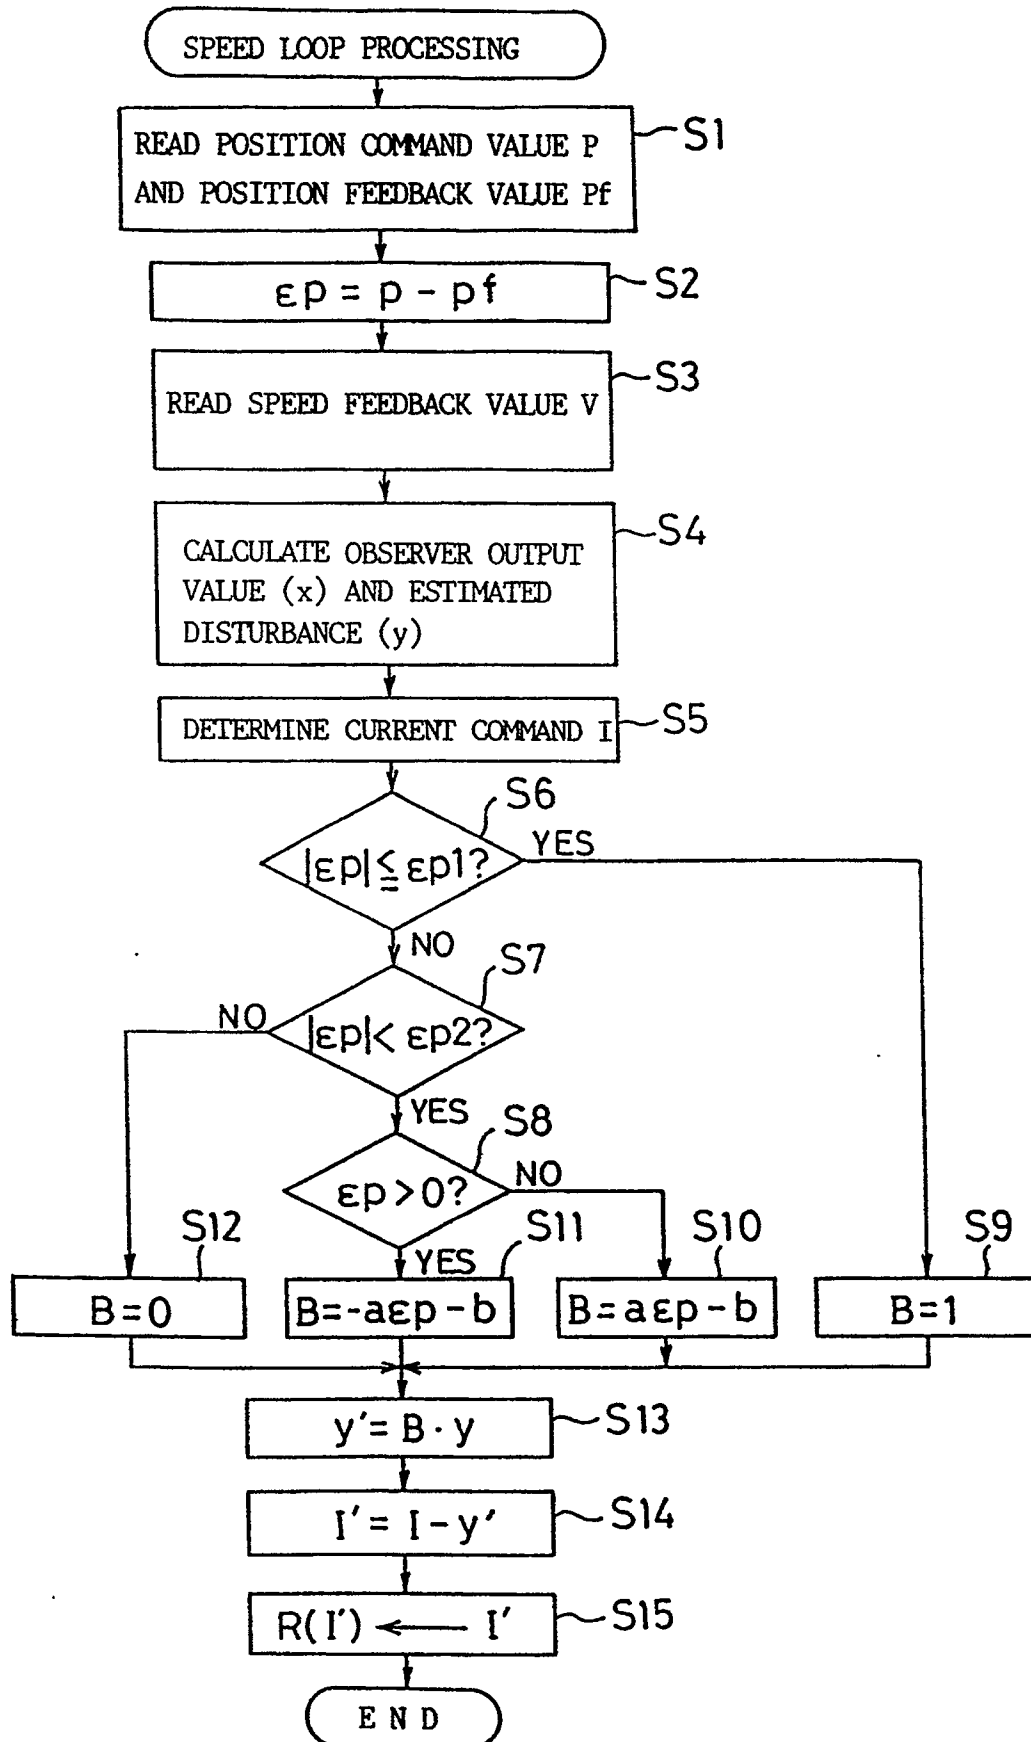 SPEED LOOP PROCESSING
READ POSITION COMMAND VALUE P
AND POSITION FEEDBACK VALUE Pf
S1
εp = p - pf
S2
READ SPEED FEEDBACK VALUE V
S3
CALCULATE OBSERVER OUTPUT
VALUE (x) AND ESTIMATED
DISTURBANCE (y)
S4
DETERMINE CURRENT COMMAND I
S5
S6
|εp| ≦ εp1?
YES
NO
S7
|εp| < εp2?
NO
YES
S8
εp > 0?
NO
YES
S12
S11
S10
S9
B=0
B=-aεp-b
B=aεp-b
B=1
y'= B · y
S13
I'= I - y'
S14
R(I') ← I'
S15
END